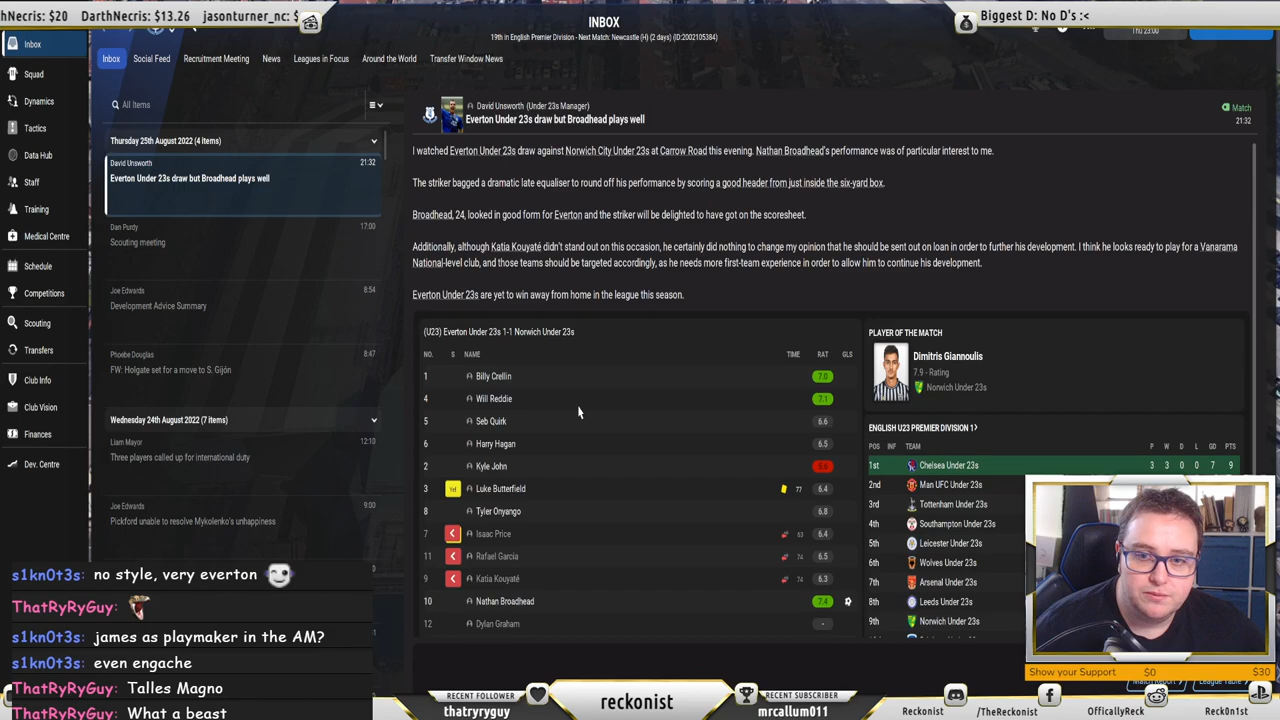 thNecris: $20 DarthNecris: $13.26 jasonturner_nc: $
Biggest D: No D's :<
INBOX
19th in English Premier Division - Next Match: Newcastle (H) (2 days) (ID:2002105384)
THU 23:00
Inbox
Squad
Dynamics
Tactics
Data Hub
Staff
Training
Medical Centre
Schedule
Competitions
Scouting
Transfers
Club Info
Club Vision
Finances
Dev. Centre
Inbox Social Feed Recruitment Meeting News Leagues in Focus Around the World Transfer Window News
All Items
Thursday 25th August 2022 (4 items)
David Unsworth 21:32
Everton Under 23s draw but Broadhead plays well
Dan Purdy 17:00
Scouting meeting
Joe Edwards 8:54
Development Advice Summary
Phoebe Douglas 8:47
FW: Holgate set for a move to S. Gijón
Wednesday 24th August 2022 (7 items)
Liam Mayor 12:10
Three players called up for international duty
Joe Edwards 9:00
Pickford unable to resolve Mykolenko's unhappiness
David Unsworth (Under 23s Manager)
Everton Under 23s draw but Broadhead plays well
Match
21:32
I watched Everton Under 23s draw against Norwich City Under 23s at Carrow Road this evening. Nathan Broadhead's performance was of particular interest to me.
The striker bagged a dramatic late equaliser to round off his performance by scoring a good header from just inside the six-yard box.
Broadhead, 24, looked in good form for Everton and the striker will be delighted to have got on the scoresheet.
Additionally, although Katia Kouyaté didn't stand out on this occasion, he certainly did nothing to change my opinion that he should be sent out on loan in order to further his development. I think he looks ready to play for a Vanarama
National-level club, and those teams should be targeted accordingly, as he needs more first-team experience in order to allow him to continue his development.
Everton Under 23s are yet to win away from home in the league this season.
(U23) Everton Under 23s 1-1 Norwich Under 23s
NO. S NAME TIME RAT GLS
1 Billy Crellin 7.0
4 Will Reddie 7.1
5 Seb Quirk 6.6
6 Harry Hagan 6.5
2 Kyle John 5.6
3 Yel Luke Butterfield 77 6.4
8 Tyler Onyango 6.8
7 Isaac Price 63 6.4
11 Rafael Garcia 74 6.5
9 Katia Kouyaté 74 6.3
10 Nathan Broadhead 7.4
12 Dylan Graham -
PLAYER OF THE MATCH
Dimitris Giannoulis
7.9 - Rating
Norwich Under 23s
ENGLISH U23 PREMIER DIVISION 1>
POS INF TEAM P W D L GD PTS
1st Chelsea Under 23s 3 3 0 0 7 9
2nd Man UFC Under 23s
3rd Tottenham Under 23s
4th Southampton Under 23s
5th Leicester Under 23s
6th Wolves Under 23s
7th Arsenal Under 23s
8th Leeds Under 23s
9th Norwich Under 23s
s1kn0t3s: no style, very everton
ThatRyRyGuy:
s1kn0t3s: james as playmaker in the AM?
s1kn0t3s: even engache
ThatRyRyGuy: Talles Magno
ThatRyRyGuy: What a beast
Show your Support $0 $30
RECENT FOLLOWER
thatryryguy
reckonist
RECENT SUBSCRIBER
mrcallum011
Reckonist /TheReckonist OfficallyReck Reck0n1st